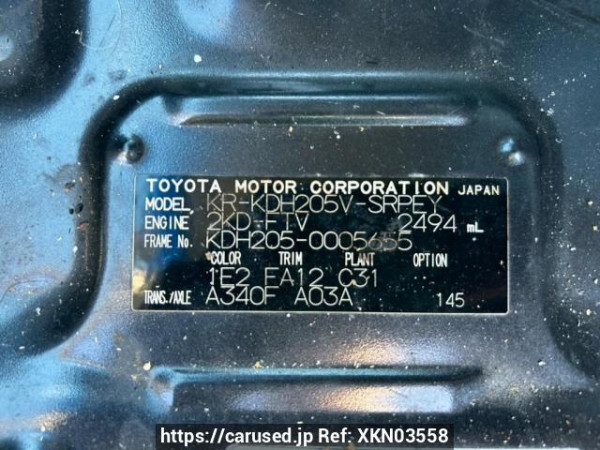 TOYOTA MOTOR CORPORATION JAPAN
MODEL KR-KDH205V-SRPEY
ENGINE 2KD-FTV 2494 mL
FRAME No. KDH205-0005655
COLOR TRIM PLANT OPTION
1E2 FA12 C31
TRANS./AXLE A340F A03A 145
https://carused.jp Ref: XKN03558